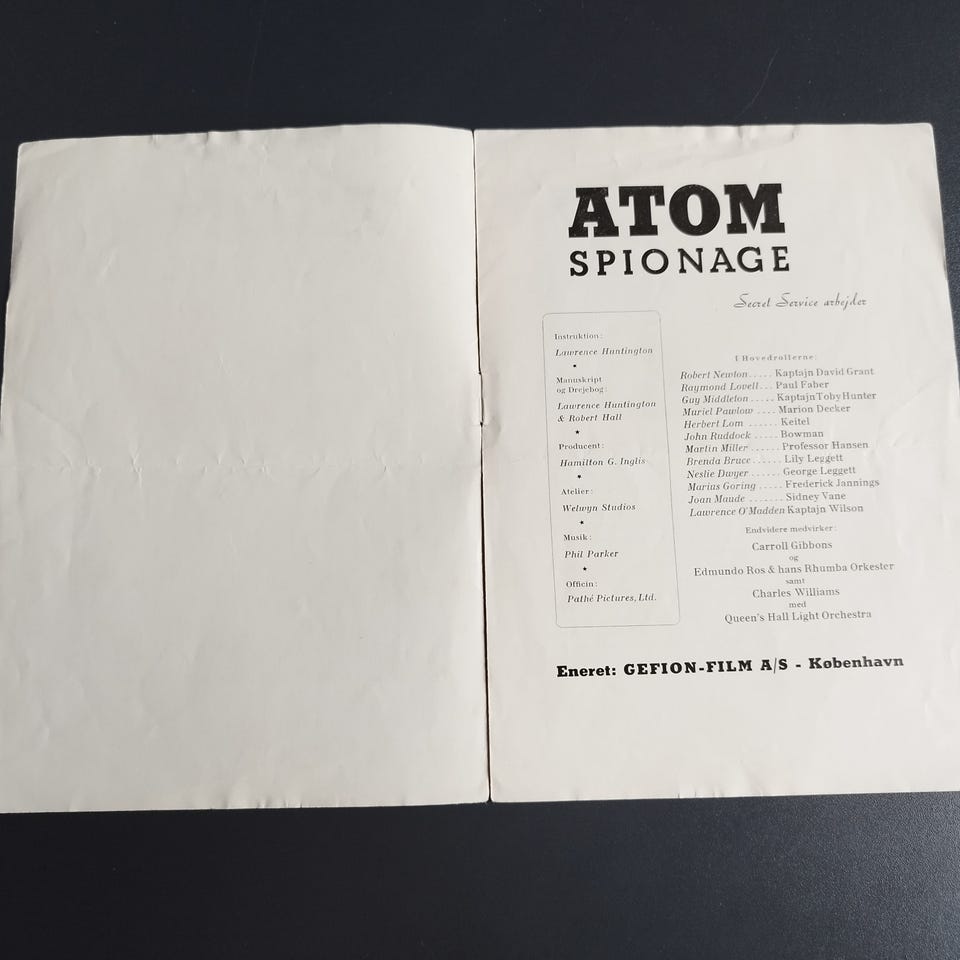 ATOM
SPIONAGE
Secret Service arbejder
Instruktion:
Lawrence Huntington
Manuskript
og Drejebog:
Lawrence Huntington
& Robert Hall
Producent:
Hamilton G. Inglis
Atelier:
Welwyn Studios
Musik:
Phil Parker
Officin:
Pathé Pictures, Ltd.
I Hovedrollerne:
Robert Newton..... Kaptajn David Grant
Raymond Lovell... Paul Faber
Guy Middleton ..... Kaptajn Toby Hunter
Muriel Pawlow .... Marion Decker
Herbert Lom ...... Keitel
John Ruddock ..... Bowman
Martin Miller ...... Professor Hansen
Brenda Bruce ...... Lily Leggett
Neslie Dwyer ...... George Leggett
Marius Goring ..... Frederick Jannings
Joan Maude ....... Sidney Vane
Lawrence O'Madden Kaptajn Wilson
Endvidere medvirker:
Carroll Gibbons
og
Edmundo Ros & hans Rhumba Orkester
samt
Charles Williams
med
Queen's Hall Light Orchestra
Eneret: GEFION-FILM A/S - København